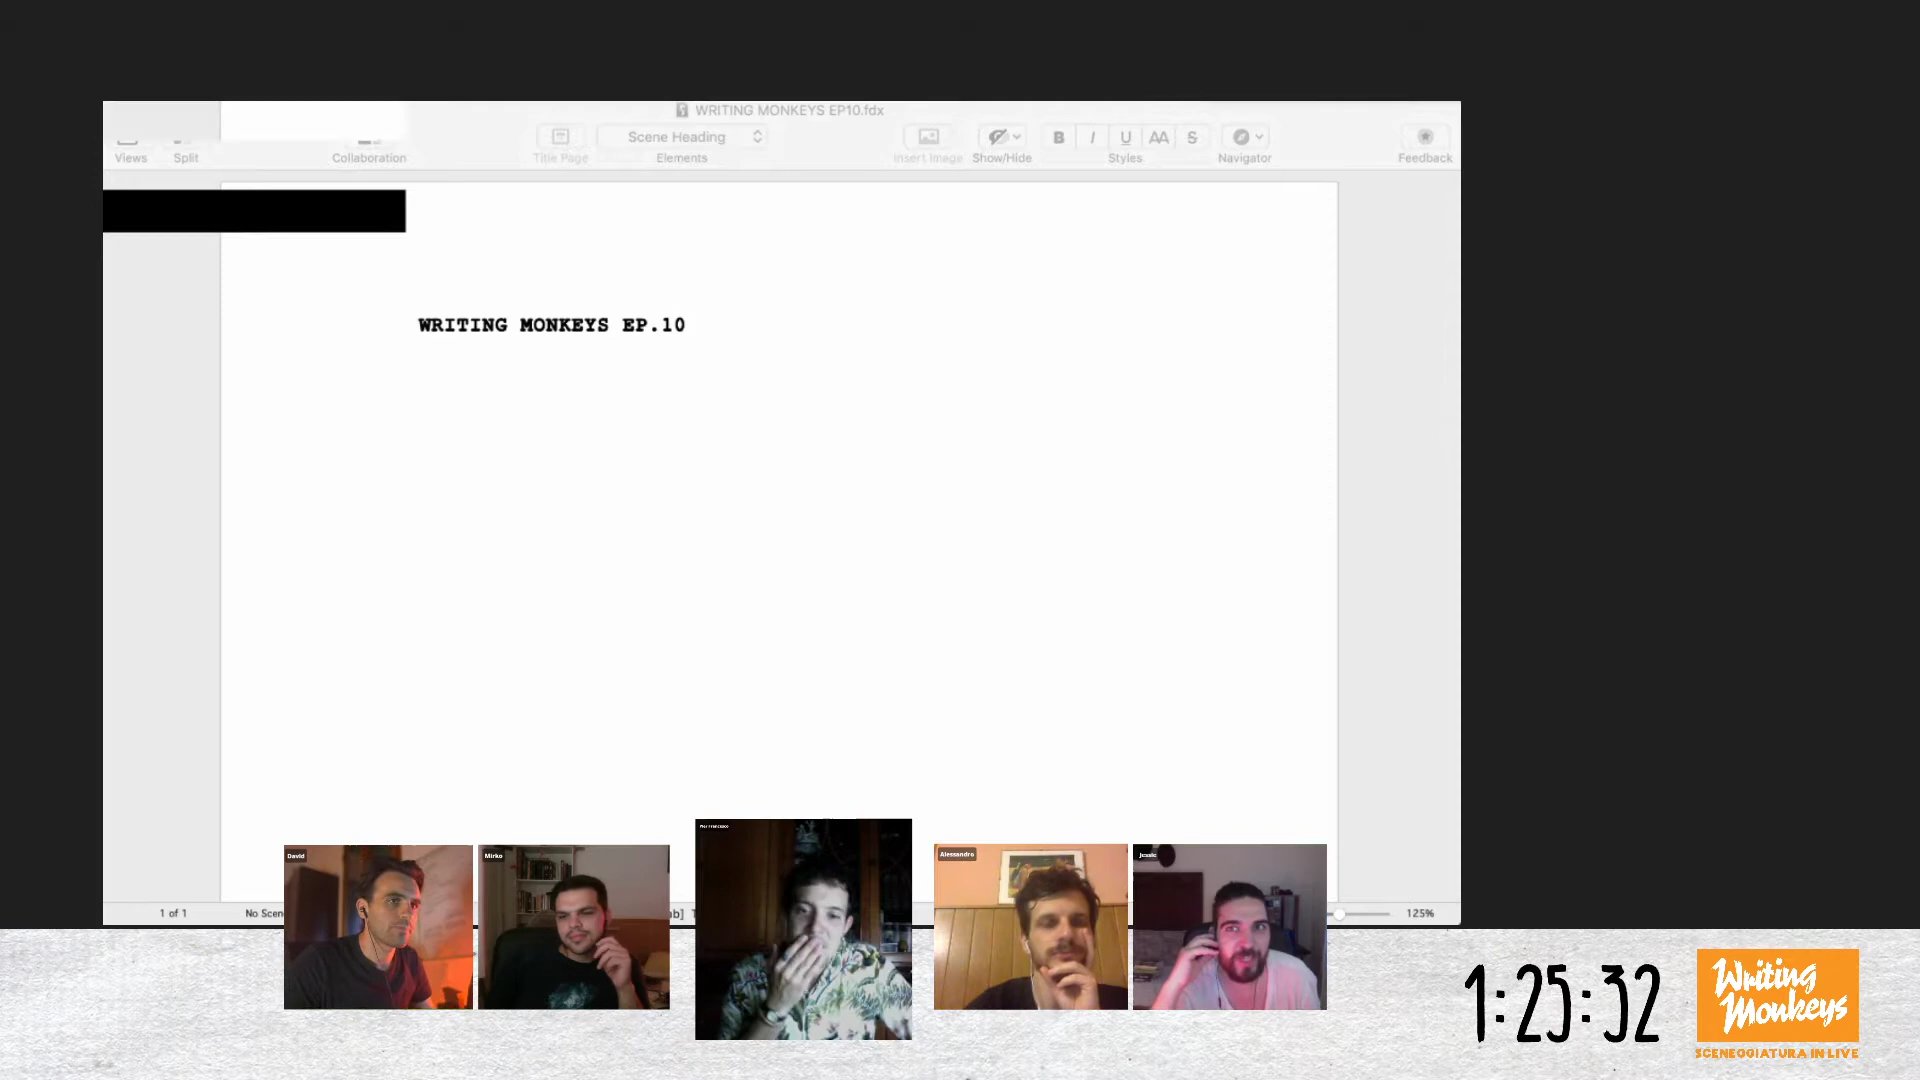 WRITING MONKEYS EP10.fdx
Scene Heading
Views
Split
Collaboration
Title Page
Elements
Insert Image
Show/Hide
B I U AA S
Styles
Navigator
Feedback
WRITING MONKEYS EP.10
David
Mirko
Alessandro
Jessie
1 of 1
No Scen
ab]
125%
1:25:32
Writing
Monkeys
SCENEGGIATURA IN LIVE